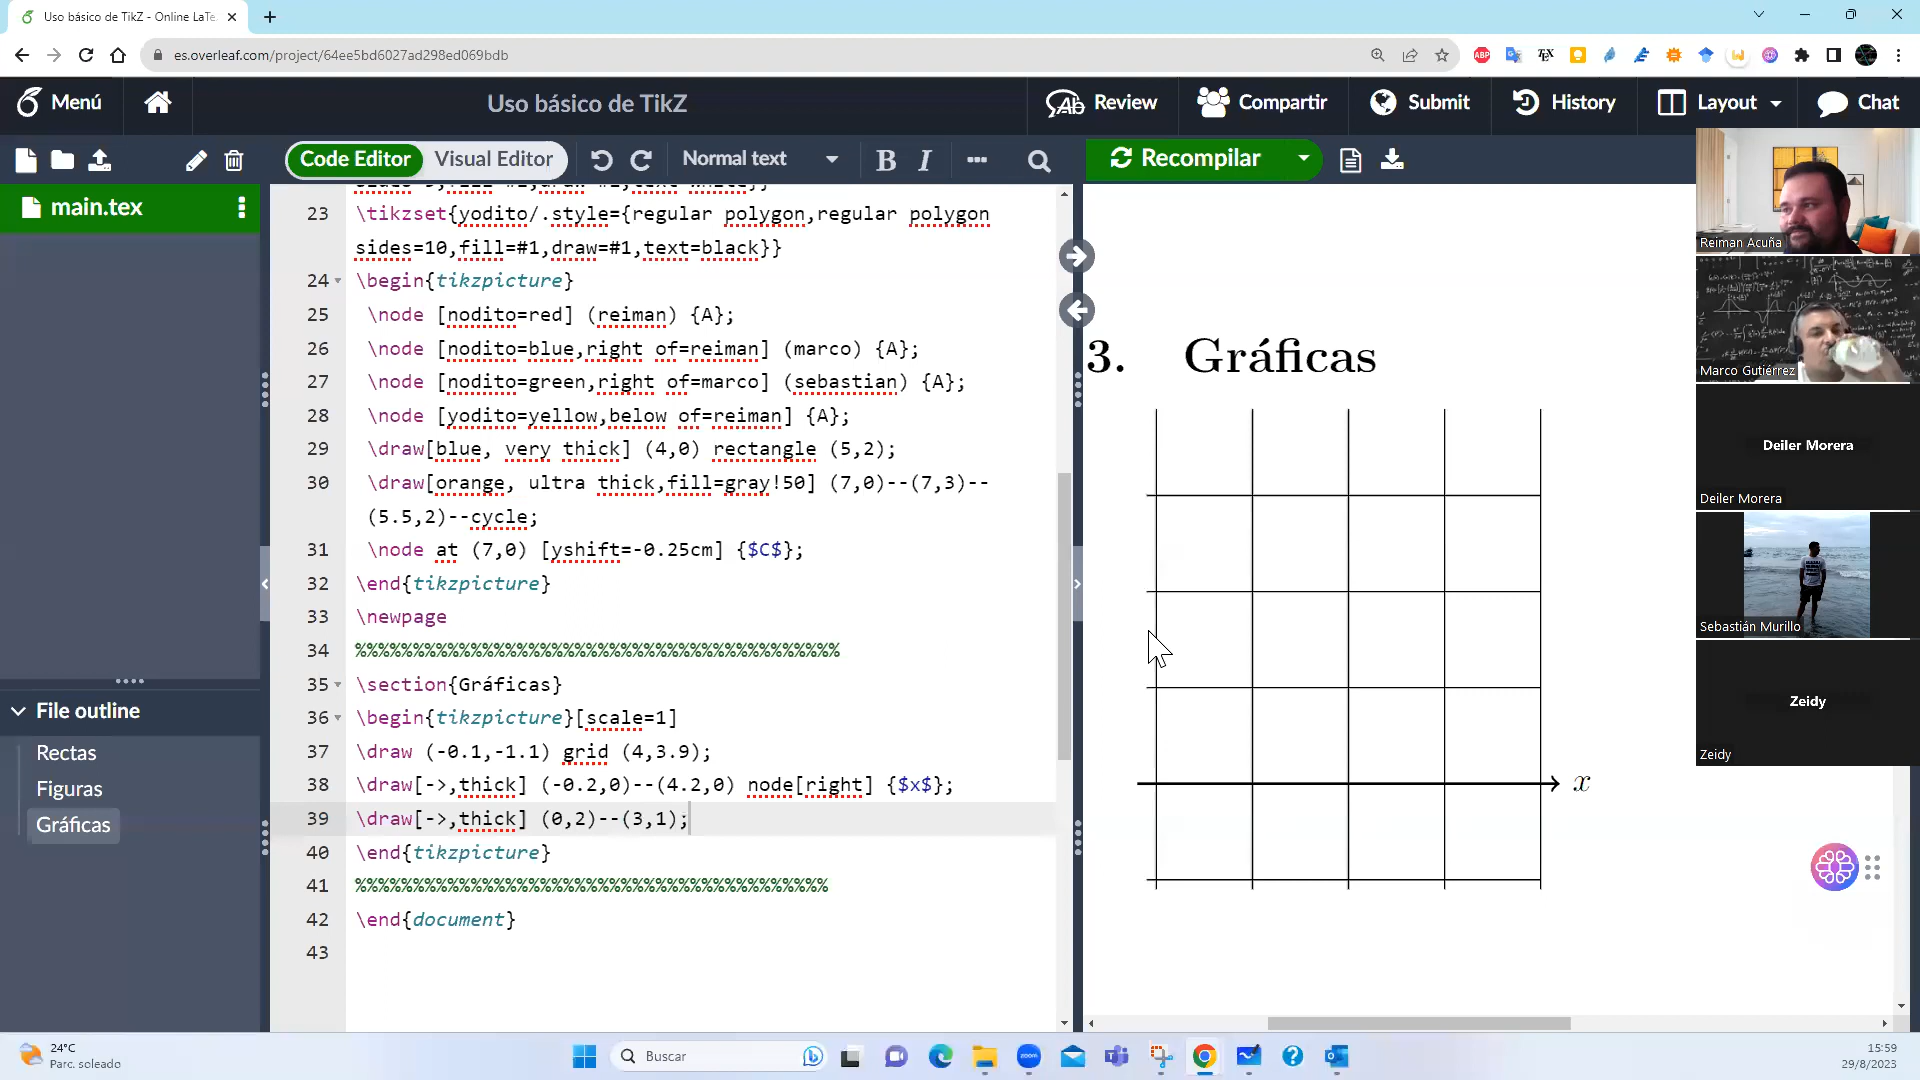 Uso básico de TikZ - Online LaTe
es.overleaf.com/project/64ee5bd6027ad298ed069bdb
Menú
Uso básico de TikZ
Review
Compartir
Submit
History
Layout
Chat
Code Editor
Visual Editor
Normal text
B
I
Recompilar
main.tex
23 \tikzset{yodito/.style={regular polygon,regular polygon
sides=10,fill=#1,draw=#1,text=black}}
24 \begin{tikzpicture}
25 \node [nodito=red] (reiman) {A};
26 \node [nodito=blue,right of=reiman] (marco) {A};
27 \node [nodito=green,right of=marco] (sebastian) {A};
28 \node [yodito=yellow,below of=reiman] {A};
29 \draw[blue, very thick] (4,0) rectangle (5,2);
30 \draw[orange, ultra thick,fill=gray!50] (7,0)--(7,3)--
(5.5,2)--cycle;
31 \node at (7,0) [yshift=-0.25cm] {$C$};
32 \end{tikzpicture}
33 \newpage
34 %%%%%%%%%%%%%%%%%%%%%%%%%%%%%%%%%%%%%%%%%%
35 \section{Gráficas}
36 \begin{tikzpicture}[scale=1]
37 \draw (-0.1,-1.1) grid (4,3.9);
38 \draw[->,thick] (-0.2,0)--(4.2,0) node[right] {$x$};
39 \draw[->,thick] (0,2)--(3,1);
40 \end{tikzpicture}
41 %%%%%%%%%%%%%%%%%%%%%%%%%%%%%%%%%%%%%%%%%
42 \end{document}
43
File outline
Rectas
Figuras
Gráficas
3. Gráficas
x
Reiman Acuña
Marco Gutiérrez
Deiler Morera
Deiler Morera
Sebastián Murillo
Zeidy
Zeidy
24°C
Parc. soleado
Buscar
15:59
29/8/2023